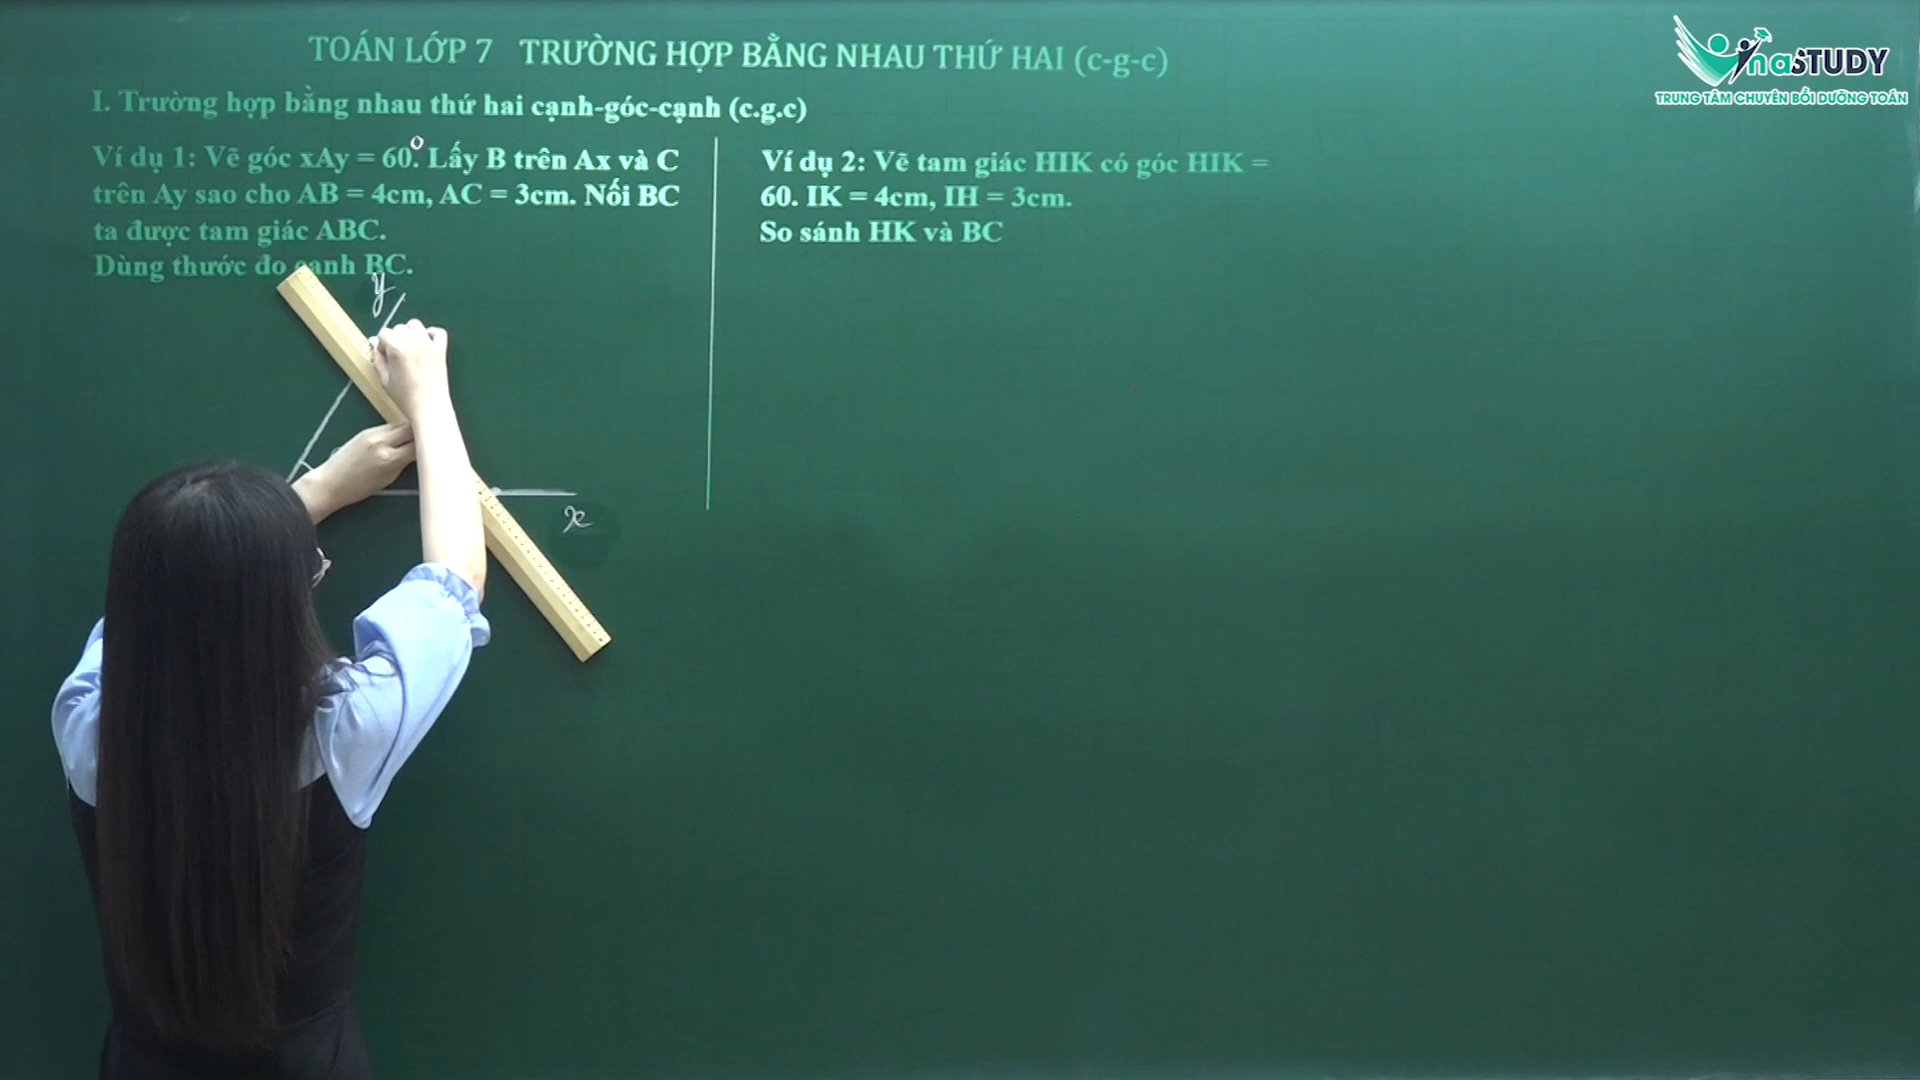 TOÁN LỚP 7 TRƯỜNG HỢP BẰNG NHAU THỨ HAI (c-g-c)
I. Trường hợp bằng nhau thứ hai cạnh-góc-cạnh (c.g.c)
Ví dụ 1: Vẽ góc xAy = 60.⁰ Lấy B trên Ax và C
trên Ay sao cho AB = 4cm, AC = 3cm. Nối BC
ta được tam giác ABC.
Dùng thước đo cạnh BC.
y
x
Ví dụ 2: Vẽ tam giác HIK có góc HIK =
60. IK = 4cm, IH = 3cm.
So sánh HK và BC
VinaSTUDY
TRUNG TÂM CHUYÊN BỒI DƯỠNG TOÁN